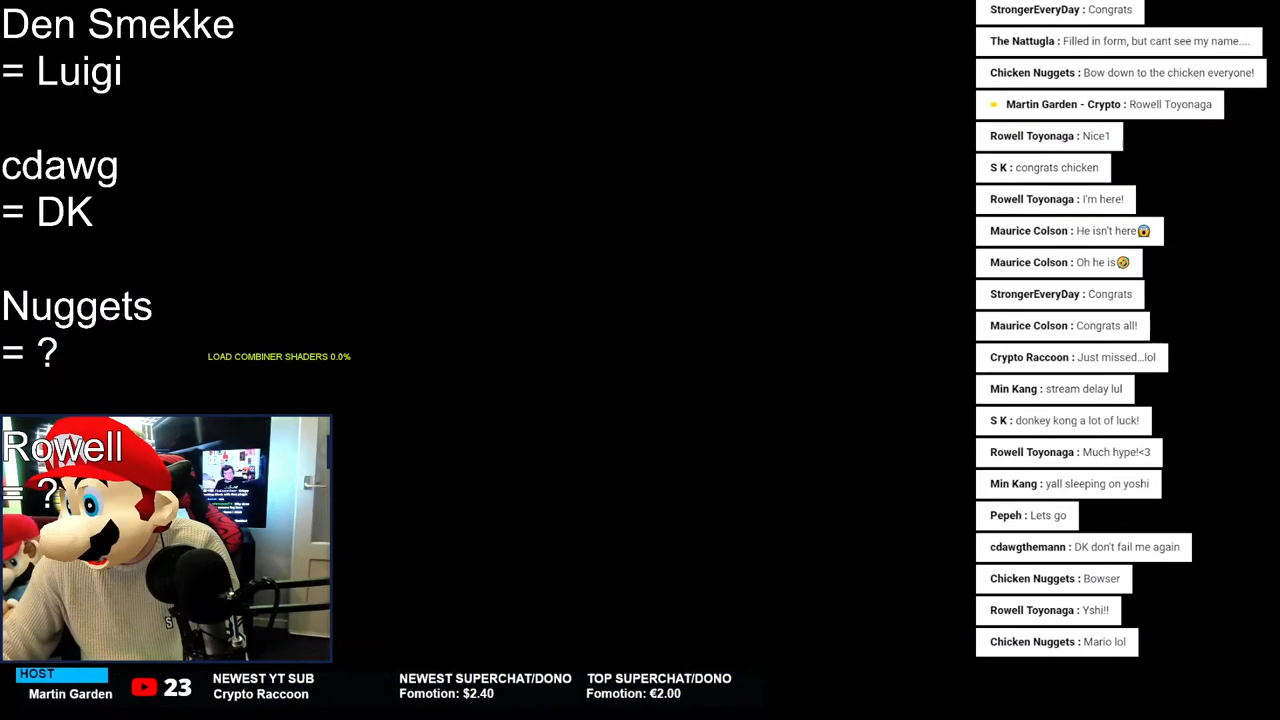 Den Smekke
= Luigi
cdawg
= DK
Nuggets
= ?
Rowell
= ?
LOAD COMBINER SHADERS 0.0%
StrongerEveryDay : Congrats
The Nattugla : Filled in form, but cant see my name....
Chicken Nuggets : Bow down to the chicken everyone!
Martin Garden - Crypto : Rowell Toyonaga
Rowell Toyonaga : Nice1
S K : congrats chicken
Rowell Toyonaga : I'm here!
Maurice Colson : He isn't here😱
Maurice Colson : Oh he is🤣
StrongerEveryDay : Congrats
Maurice Colson : Congrats all!
Crypto Raccoon : Just missed…lol
Min Kang : stream delay lul
S K : donkey kong a lot of luck!
Rowell Toyonaga : Much hype!<3
Min Kang : yall sleeping on yoshi
Pepeh : Lets go
cdawgthemann : DK don't fail me again
Chicken Nuggets : Bowser
Rowell Toyonaga : Yshi!!
Chicken Nuggets : Mario lol
HOST
Martin Garden
23
NEWEST YT SUB
Crypto Raccoon
NEWEST SUPERCHAT/DONO
Fomotion: $2.40
TOP SUPERCHAT/DONO
Fomotion: €2.00